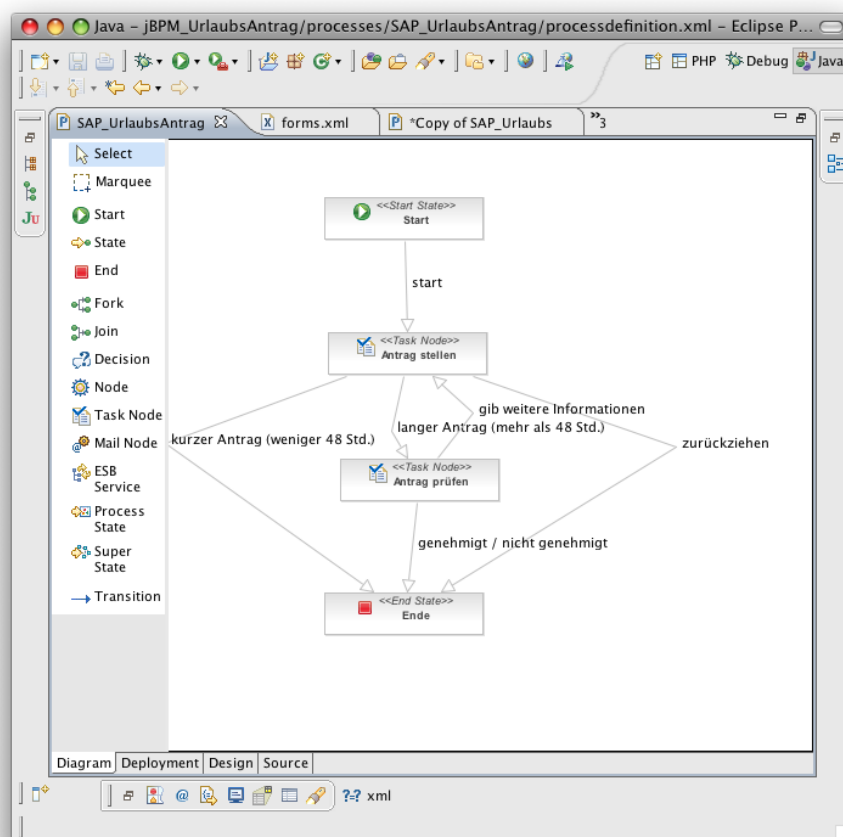 Java – jBPM_UrlaubsAntrag/processes/SAP_UrlaubsAntrag/processdefinition.xml – Eclipse P...
PHP Debug Java
SAP_UrlaubsAntrag forms.xml *Copy of SAP_Urlaubs »3
Select
Marquee
Start
State
End
Fork
Join
Decision
Node
Task Node
Mail Node
ESB
Service
Process
State
Super
State
Transition
JU
<<Start State>>
Start
start
<<Task Node>>
Antrag stellen
gib weitere Informationen
langer Antrag (mehr als 48 Std.)
kurzer Antrag (weniger 48 Std.)
zurückziehen
<<Task Node>>
Antrag prüfen
genehmigt / nicht genehmigt
<<End State>>
Ende
Diagram Deployment Design Source
@ ?=? xml